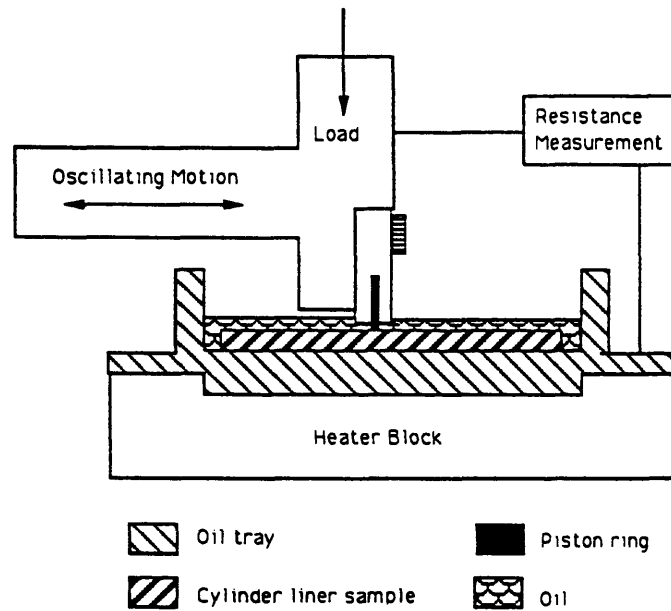 Load
Resistance
Measurement
Oscillating Motion
Heater Block
Oil tray
Piston ring
Cylinder liner sample
Oil